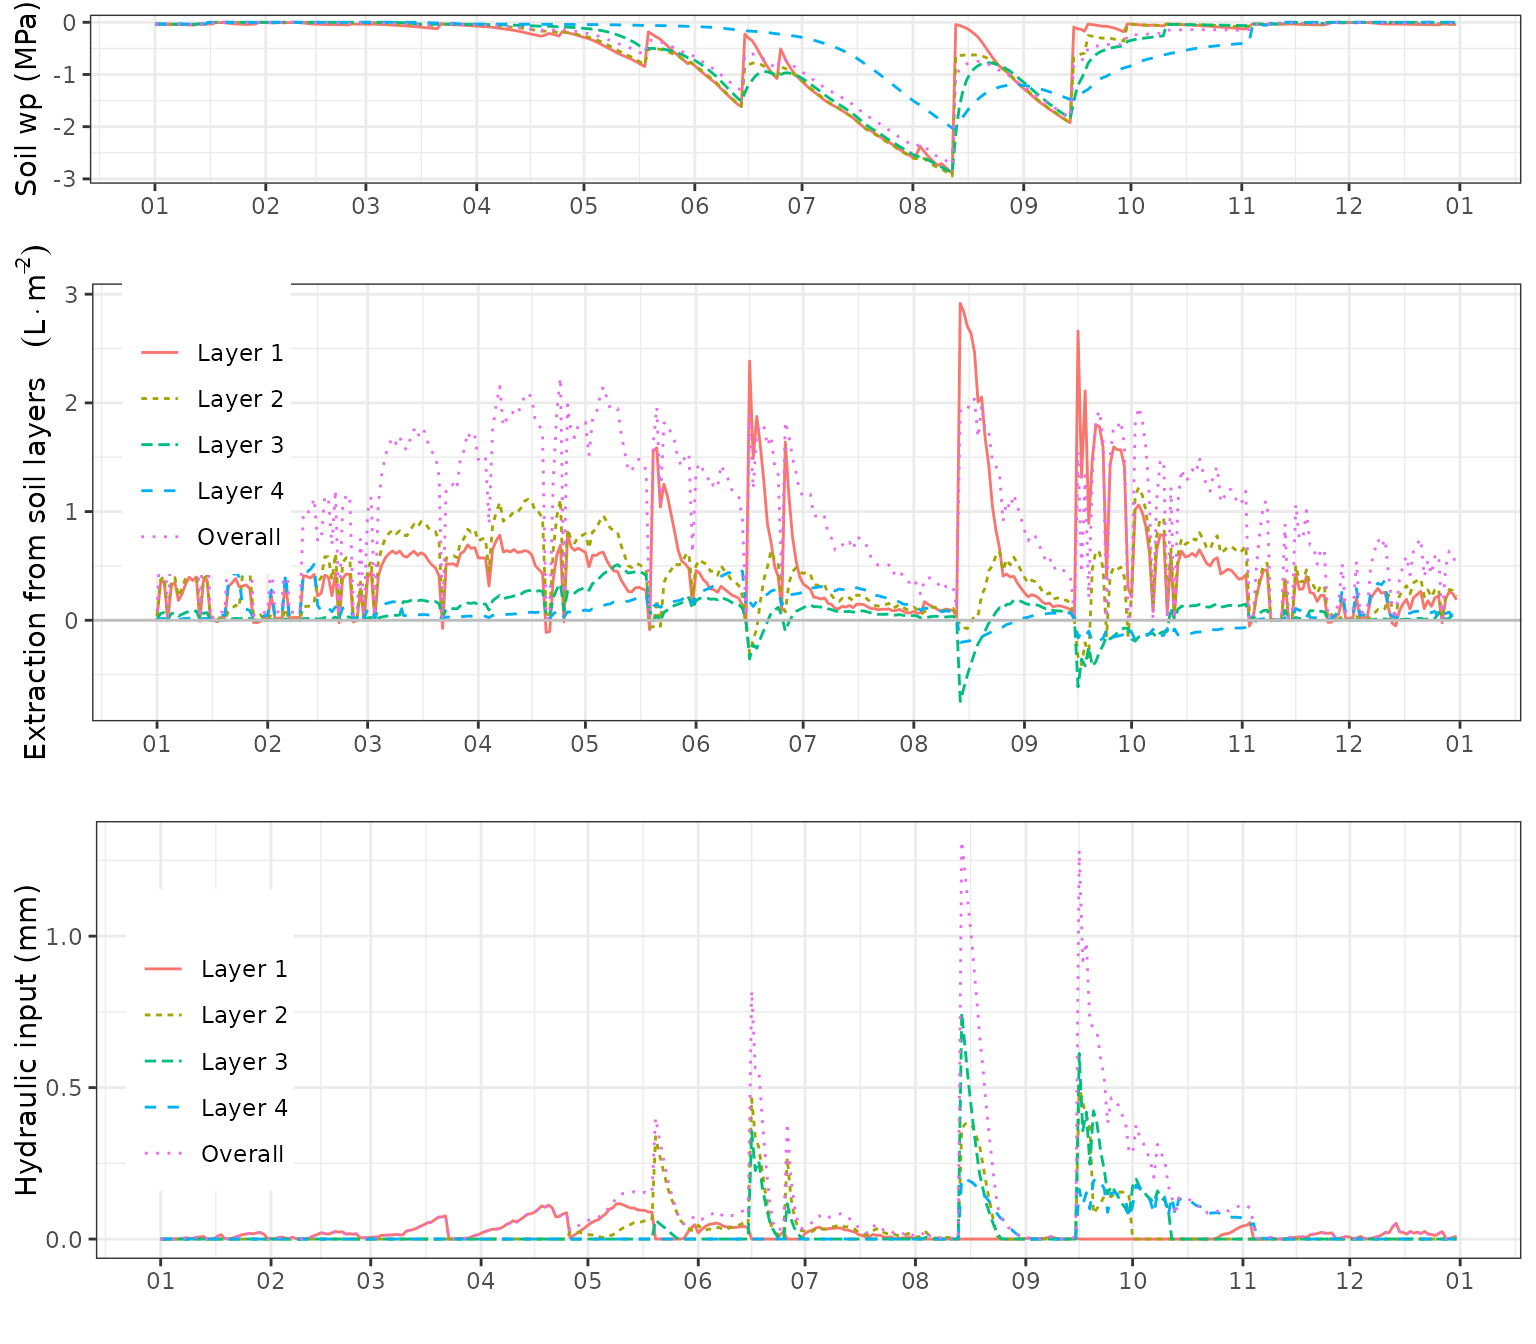 Soil wp (MPa)
0
-1
-2
-3
01 02 03 04 05 06 07 08 09 10 11 12 01
Extraction from soil layers (L·m⁻²)
3
2
1
0
Layer 1
Layer 2
Layer 3
Layer 4
Overall
01 02 03 04 05 06 07 08 09 10 11 12 01
Hydraulic input (mm)
1.0
0.5
0.0
Layer 1
Layer 2
Layer 3
Layer 4
Overall
01 02 03 04 05 06 07 08 09 10 11 12 01